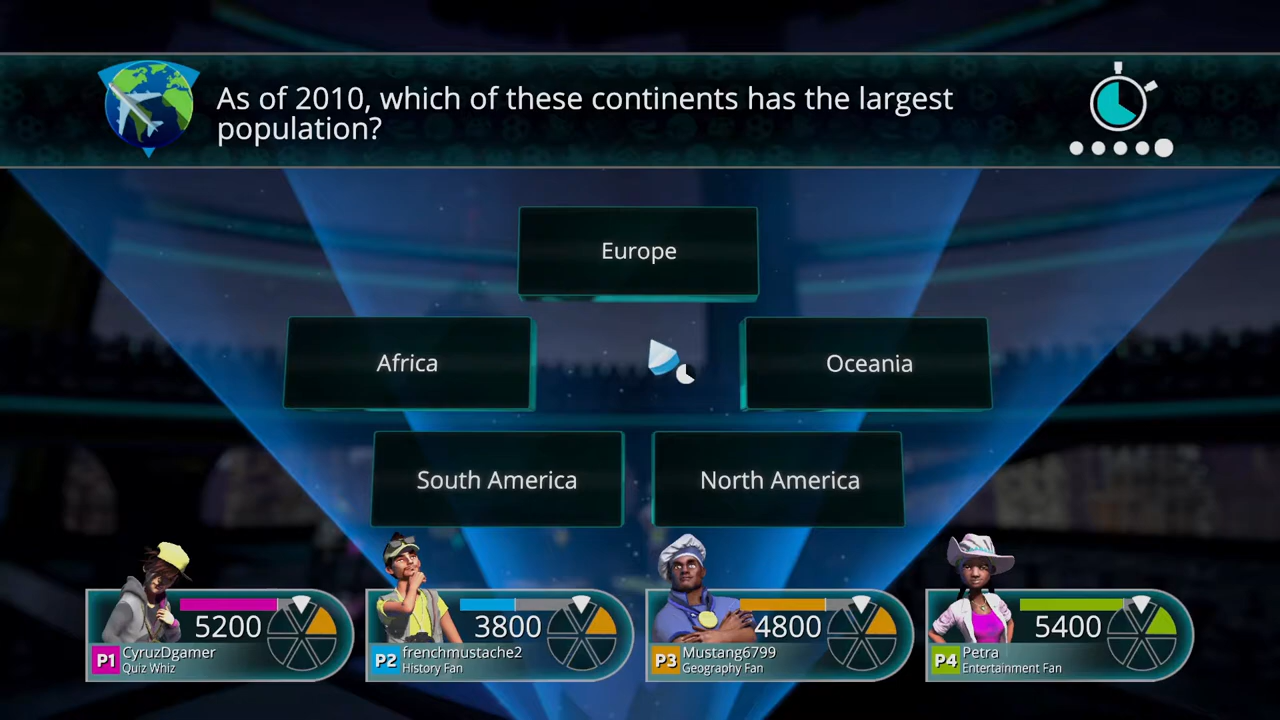 As of 2010, which of these continents has the largest
population?
Europe
Africa
Oceania
South America
North America
5200
P1
CyruzDgamer
Quiz Whiz
3800
P2
frenchmustache2
History Fan
4800
P3
Mustang6799
Geography Fan
5400
P4
Petra
Entertainment Fan